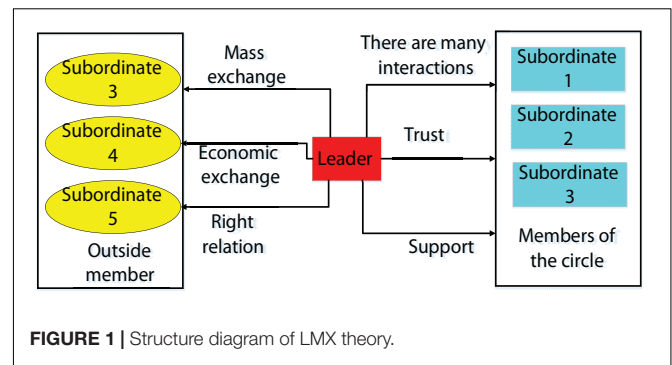 Subordinate
3
Subordinate
4
Subordinate
5
Outside
member
Mass
exchange
Economic
exchange
Right
relation
Leader
There are many
interactions
Trust
Support
Subordinate
1
Subordinate
2
Subordinate
3
Members of
the circle
FIGURE 1 | Structure diagram of LMX theory.